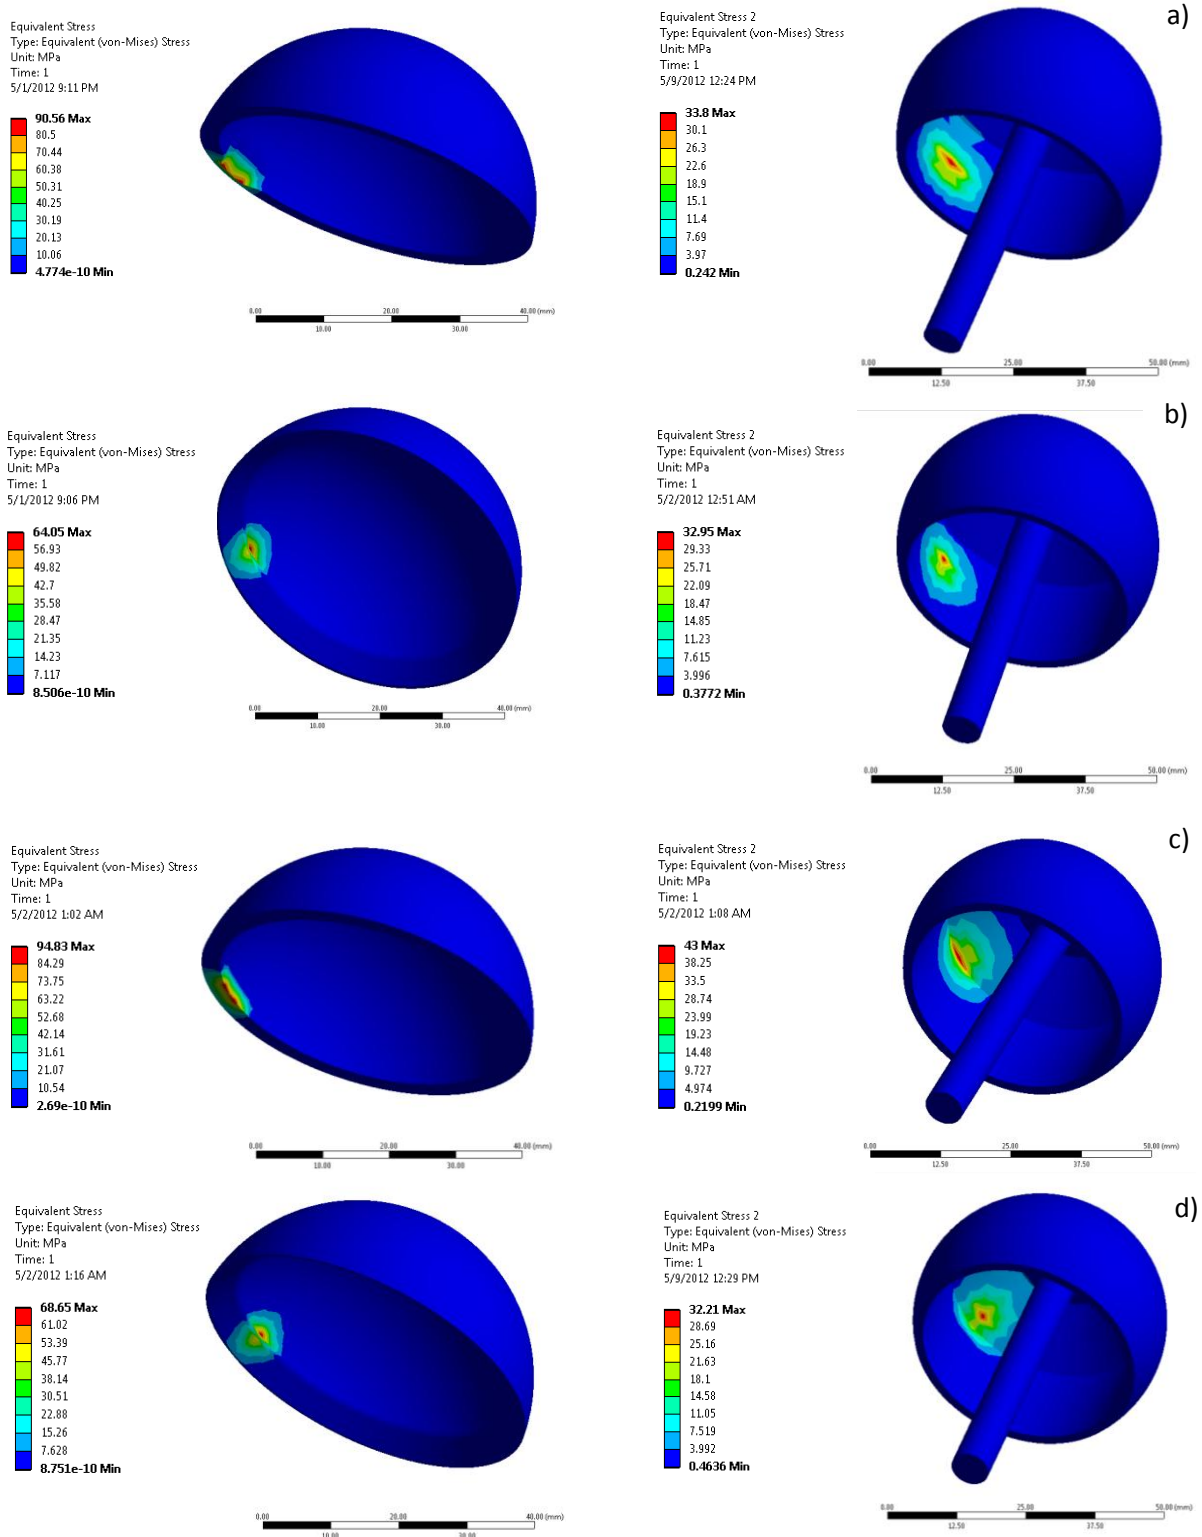 Equivalent Stress
Type: Equivalent (von-Mises) Stress
Unit: MPa
Time: 1
5/1/2012 9:11 PM
90.56 Max
80.5
70.44
60.38
50.31
40.25
30.19
20.13
10.06
4.774e-10 Min
0.00 20.00 40.00 (mm)
10.00 30.00
a)
Equivalent Stress 2
Type: Equivalent (von-Mises) Stress
Unit: MPa
Time: 1
5/9/2012 12:24 PM
33.8 Max
30.1
26.3
22.6
18.9
15.1
11.4
7.69
3.97
0.242 Min
0.00 25.00 50.00 (mm)
12.50 37.50
Equivalent Stress
Type: Equivalent (von-Mises) Stress
Unit: MPa
Time: 1
5/1/2012 9:06 PM
64.05 Max
56.93
49.82
42.7
35.58
28.47
21.35
14.23
7.117
8.506e-10 Min
0.00 20.00 40.00 (mm)
10.00 30.00
b)
Equivalent Stress 2
Type: Equivalent (von-Mises) Stress
Unit: MPa
Time: 1
5/2/2012 12:51 AM
32.95 Max
29.33
25.71
22.09
18.47
14.85
11.23
7.615
3.996
0.3772 Min
0.00 25.00 50.00 (mm)
12.50 37.50
Equivalent Stress
Type: Equivalent (von-Mises) Stress
Unit: MPa
Time: 1
5/2/2012 1:02 AM
94.83 Max
84.29
73.75
63.22
52.68
42.14
31.61
21.07
10.54
2.69e-10 Min
0.00 20.00 40.00 (mm)
10.00 30.00
c)
Equivalent Stress 2
Type: Equivalent (von-Mises) Stress
Unit: MPa
Time: 1
5/2/2012 1:08 AM
43 Max
38.25
33.5
28.74
23.99
19.23
14.48
9.727
4.974
0.2199 Min
0.00 25.00 50.00 (mm)
12.50 37.50
Equivalent Stress
Type: Equivalent (von-Mises) Stress
Unit: MPa
Time: 1
5/2/2012 1:16 AM
68.65 Max
61.02
53.39
45.77
38.14
30.51
22.88
15.26
7.628
8.751e-10 Min
0.00 20.00 40.00 (mm)
10.00 30.00
d)
Equivalent Stress 2
Type: Equivalent (von-Mises) Stress
Unit: MPa
Time: 1
5/9/2012 12:29 PM
32.21 Max
28.69
25.16
21.63
18.1
14.58
11.05
7.519
3.992
0.4636 Min
0.00 25.00 50.00 (mm)
12.50 37.50